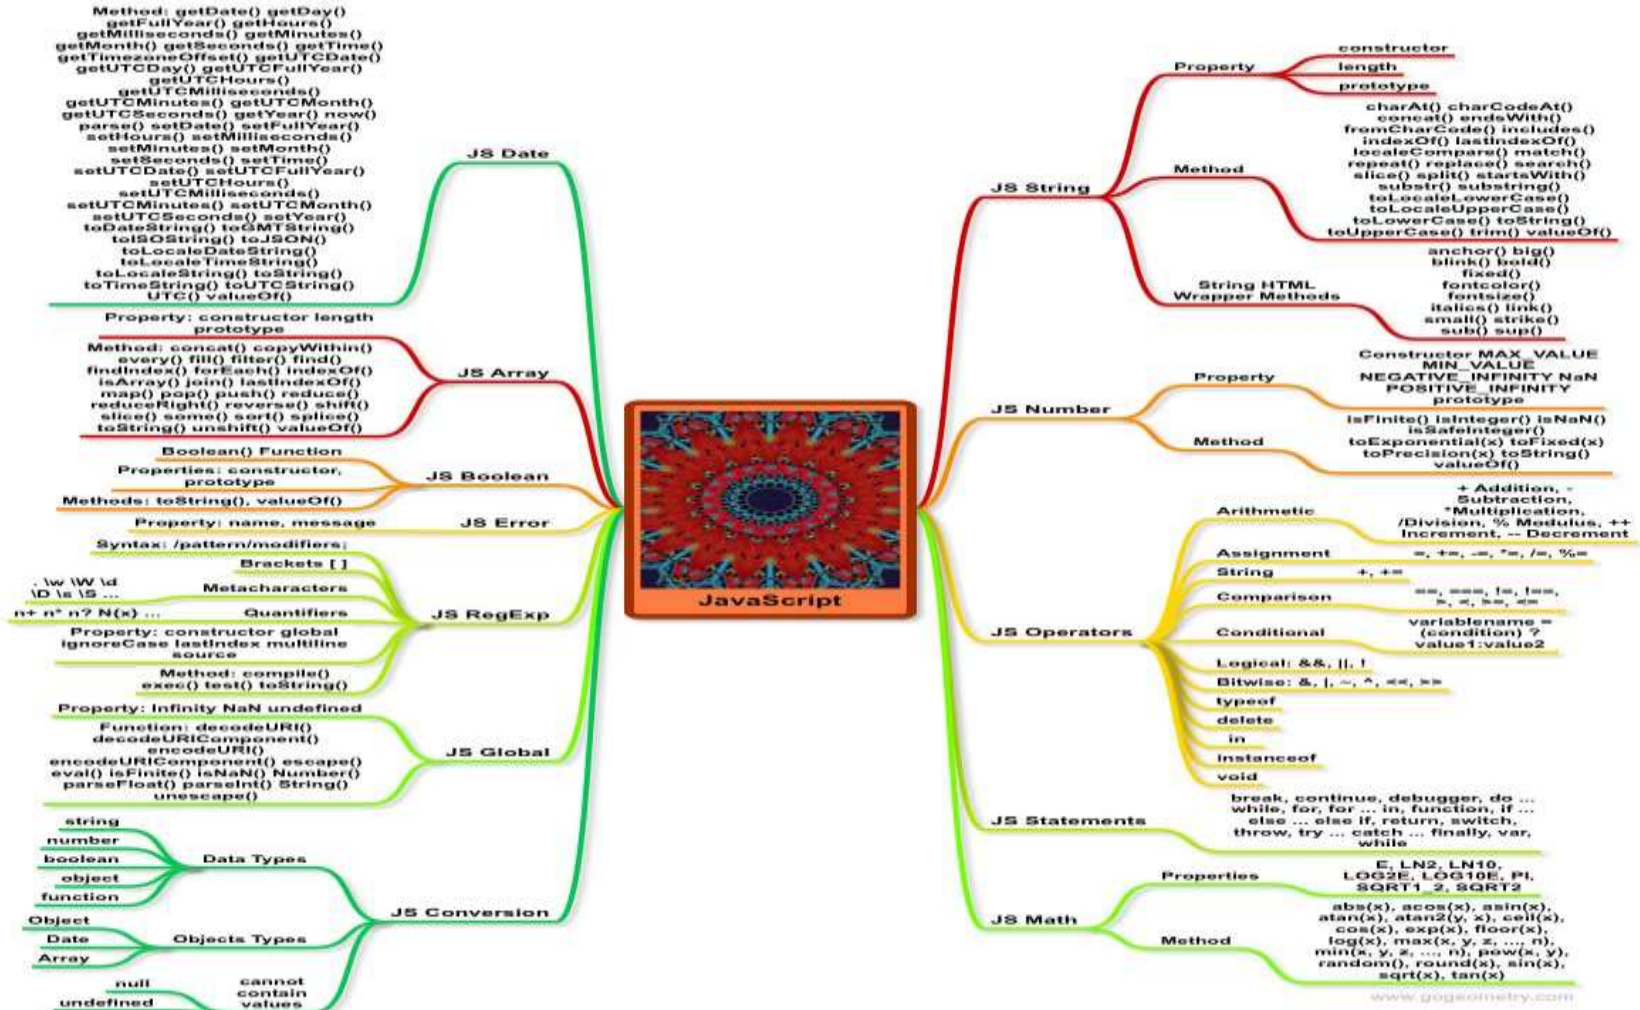 Method: getDate() getDay()
getFullYear() getHours()
getMilliseconds() getMinutes()
getMonth() getSeconds() getTime()
getTimezoneOffset() getUTCDate()
getUTCDay() getUTCFullYear()
getUTCHours()
getUTCMilliseconds()
getUTCMinutes() getUTCMonth()
getUTCSeconds() getYear() now()
parse() setDate() setFullYear()
setHours() setMilliseconds()
setMinutes() setMonth()
setSeconds() setTime()
setUTCDate() setUTCFullYear()
setUTCHours()
setUTCMilliseconds()
setUTCMinutes() setUTCMonth()
setUTCSeconds() setYear()
toDateString() toGMTString()
toISOString() toJSON()
toLocaleDateString()
toLocaleTimeString()
toLocaleString() toString()
toTimeString() toUTCString()
UTC() valueOf()
JS Date
Property: constructor length
prototype
Method: concat() copyWithin()
every() fill() filter() find()
findIndex() forEach() indexOf()
isArray() join() lastIndexOf()
map() pop() push() reduce()
reduceRight() reverse() shift()
slice() some() sort() splice()
toString() unshift() valueOf()
JS Array
Boolean() Function
Properties: constructor,
prototype
Methods: toString(), valueOf()
JS Boolean
Property: name, message
JS Error
Syntax: /pattern/modifiers;
Brackets [ ]
. \w \W \d
\D \s \S ...
Metacharacters
n+ n* n? N(x) ...
Quantifiers
Property: constructor global
ignoreCase lastIndex multiline
source
Method: compile()
exec() test() toString()
JS RegExp
Property: Infinity NaN undefined
Function: decodeURI()
decodeURIComponent()
encodeURI()
encodeURIComponent() escape()
eval() isFinite() isNaN() Number()
parseFloat() parseInt() String()
unescape()
JS Global
string
number
boolean
object
function
Data Types
Object
Date
Array
Objects Types
null
undefined
cannot
contain
values
JS Conversion
JavaScript
JS String
Property
constructor
length
prototype
Method
charAt() charCodeAt()
concat() endsWith()
fromCharCode() includes()
indexOf() lastIndexOf()
localeCompare() match()
repeat() replace() search()
slice() split() startsWith()
substr() substring()
toLocaleLowerCase()
toLocaleUpperCase()
toLowerCase() toString()
toUpperCase() trim() valueOf()
String HTML
Wrapper Methods
anchor() big()
blink() bold()
fixed()
fontcolor()
fontsize()
italics() link()
small() strike()
sub() sup()
JS Number
Property
Constructor MAX_VALUE
MIN_VALUE
NEGATIVE_INFINITY NaN
POSITIVE_INFINITY
prototype
Method
isFinite() isInteger() isNaN()
isSafeInteger()
toExponential(x) toFixed(x)
toPrecision(x) toString()
valueOf()
JS Operators
Arithmetic
+ Addition, -
Subtraction,
*Multiplication,
/Division, % Modulus, ++
Increment, -- Decrement
Assignment
=, +=, -=, *=, /=, %=
String
+, +=
Comparison
==, ===, !=, !==,
>, <, >=, <=
Conditional
variablename =
(condition) ?
value1:value2
Logical: &&, ||, !
Bitwise: &, |, ~, ^, <<, >>
typeof
delete
in
instanceof
void
JS Statements
break, continue, debugger, do ...
while, for, for ... in, function, if ...
else ... else if, return, switch,
throw, try ... catch ... finally, var,
while
JS Math
Properties
E, LN2, LN10,
LOG2E, LOG10E, PI,
SQRT1_2, SQRT2
Method
abs(x), acos(x), asin(x),
atan(x), atan2(y, x), ceil(x),
cos(x), exp(x), floor(x),
log(x), max(x, y, z, ..., n),
min(x, y, z, ..., n), pow(x, y),
random(), round(x), sin(x),
sqrt(x), tan(x)
www.gogeometry.com